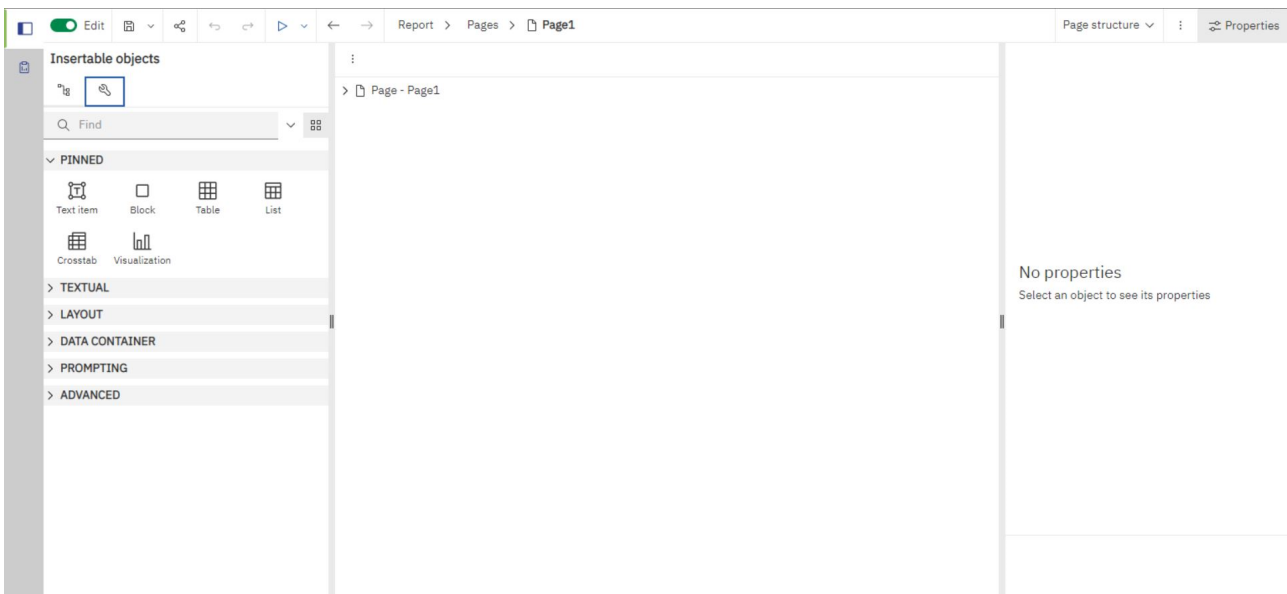 Edit
Report > Pages > Page1
Page structure
Properties
Insertable objects
Find
PINNED
Text item Block Table List
Crosstab Visualization
TEXTUAL
LAYOUT
DATA CONTAINER
PROMPTING
ADVANCED
Page - Page1
No properties
Select an object to see its properties